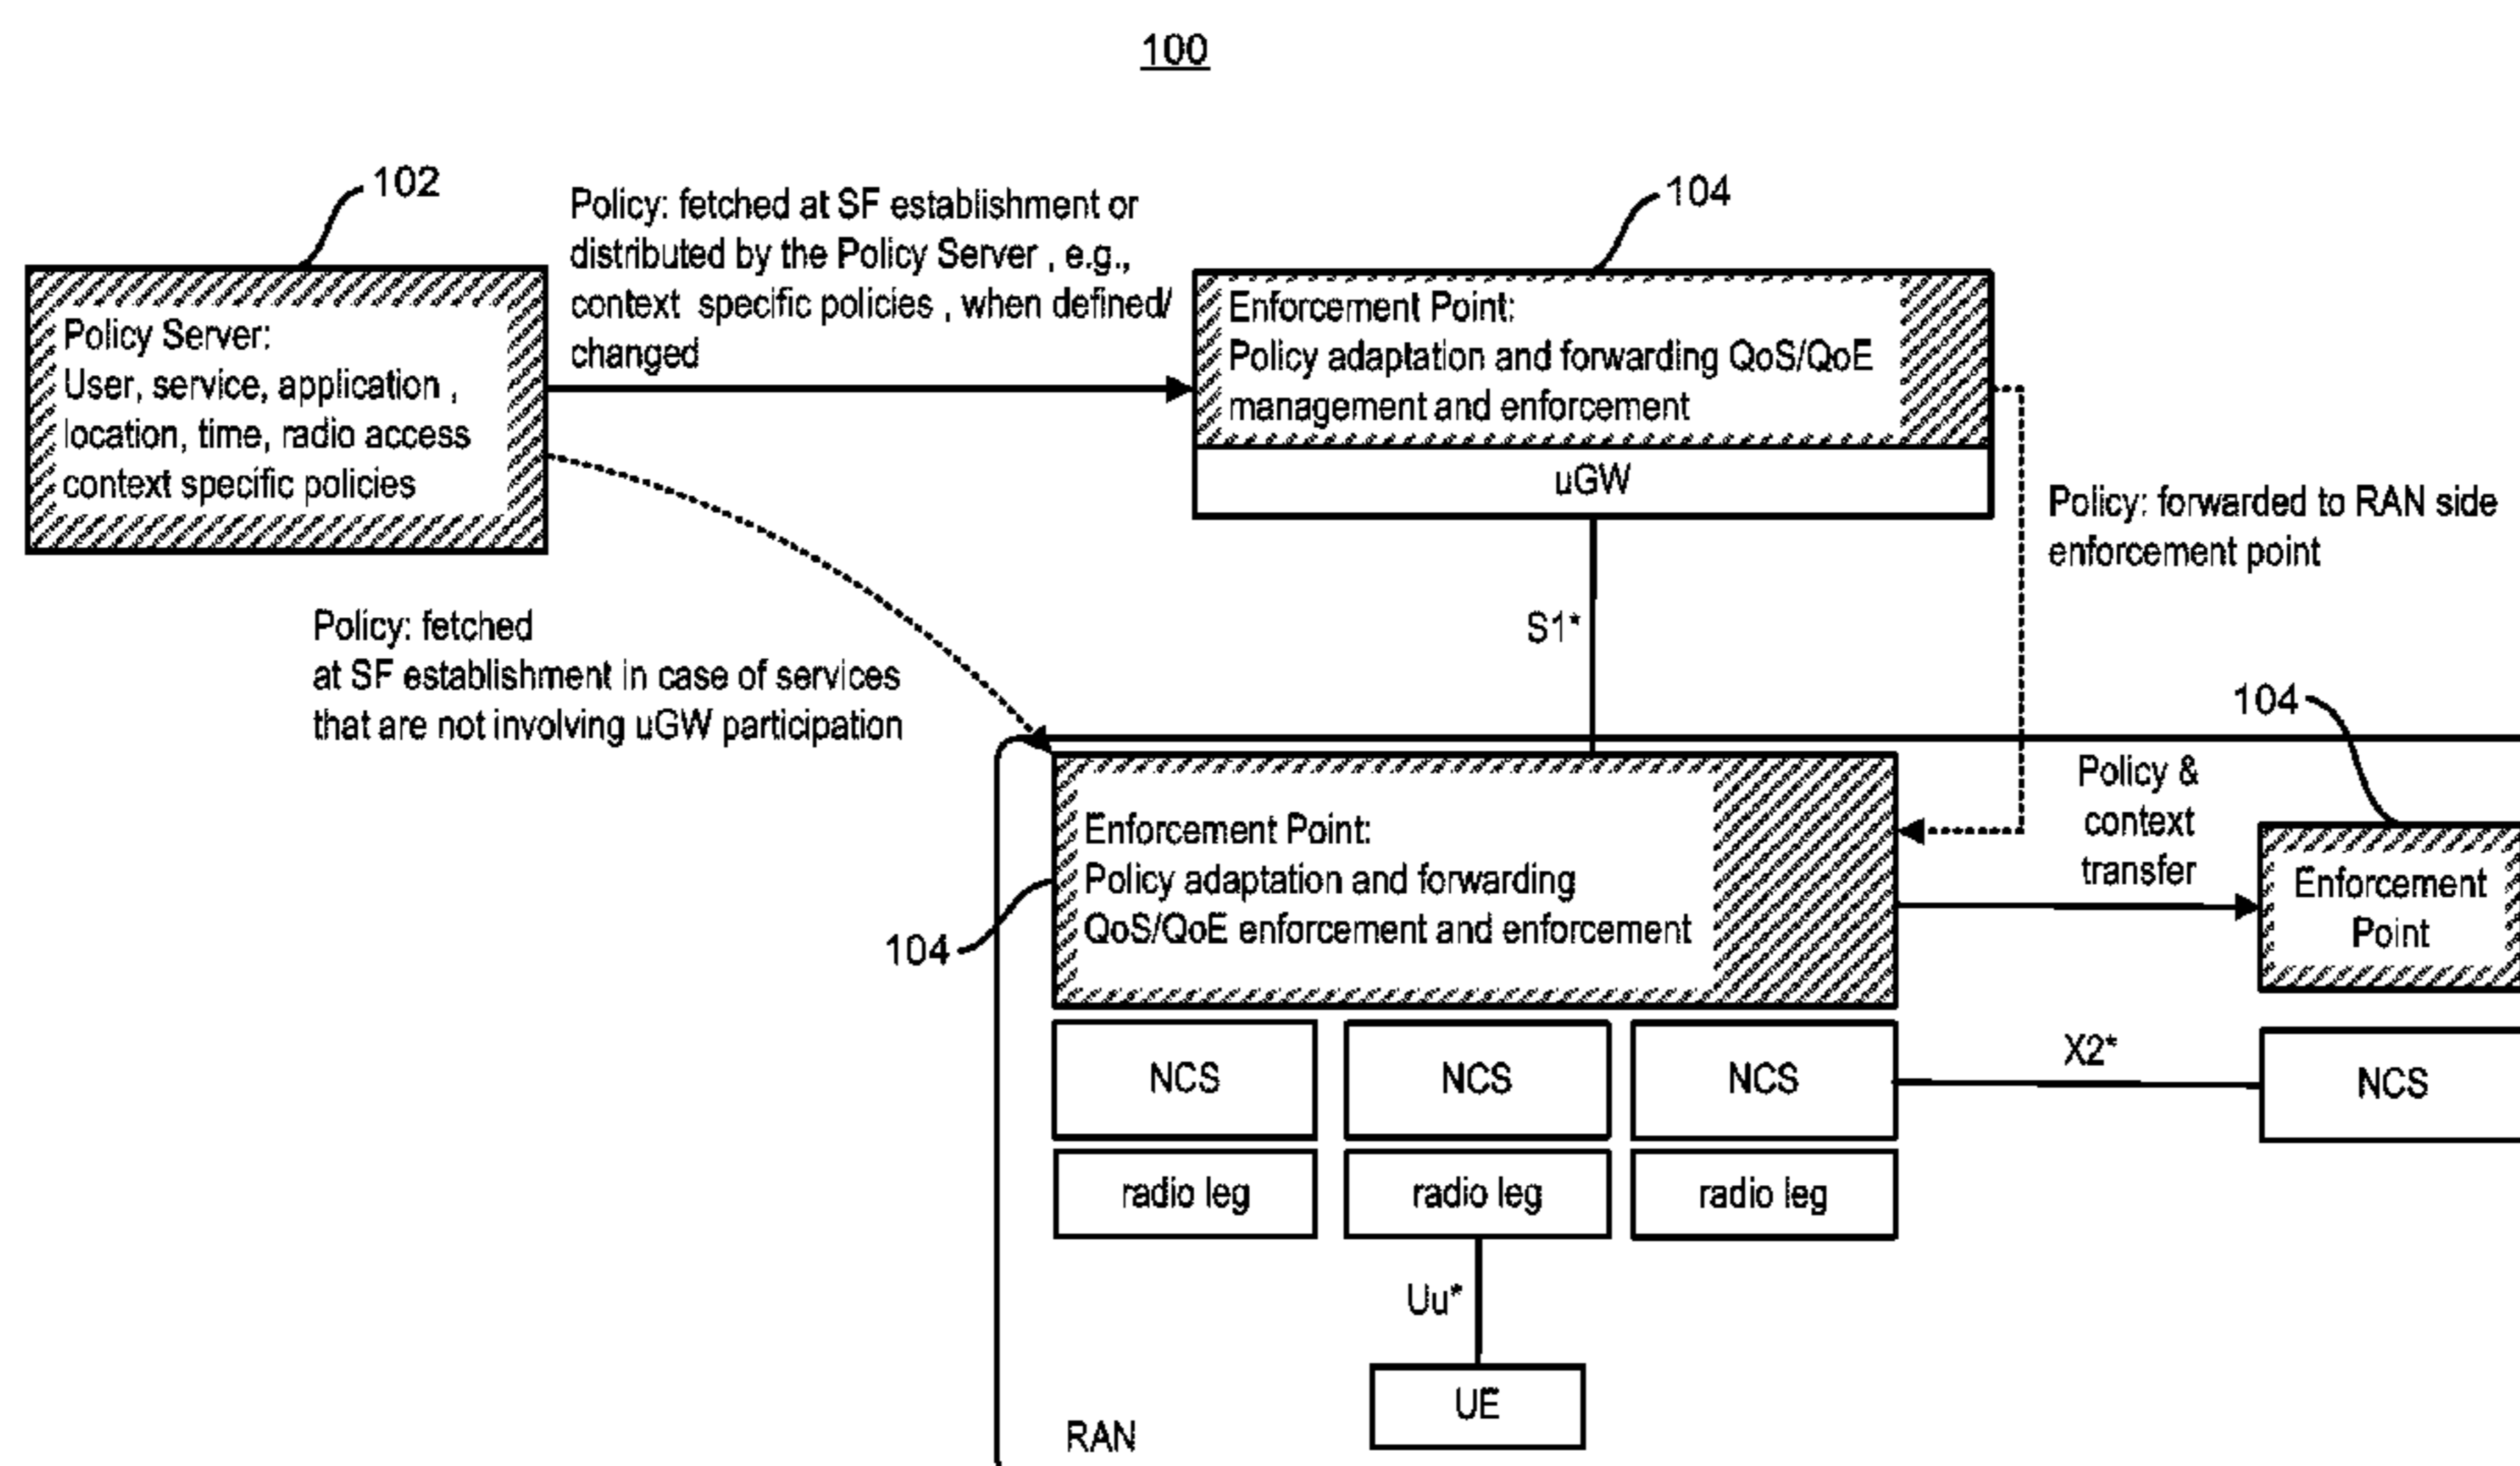 100
102
Policy: fetched at SF establishment or
distributed by the Policy Server , e.g.,
context specific policies , when defined/
changed
104
Policy Server:
User, service, application ,
location, time, radio access
context specific policies
Enforcement Point:
Policy adaptation and forwarding QoS/QoE
management and enforcement
uGW
Policy: forwarded to RAN side
enforcement point
Policy: fetched
at SF establishment in case of services
that are not involving uGW participation
S1*
104
Policy &
context
transfer
Enforcement Point:
Policy adaptation and forwarding
QoS/QoE enforcement and enforcement
104
Enforcement
Point
NCS
NCS
NCS
X2*
NCS
radio leg
radio leg
radio leg
Uu*
UE
RAN